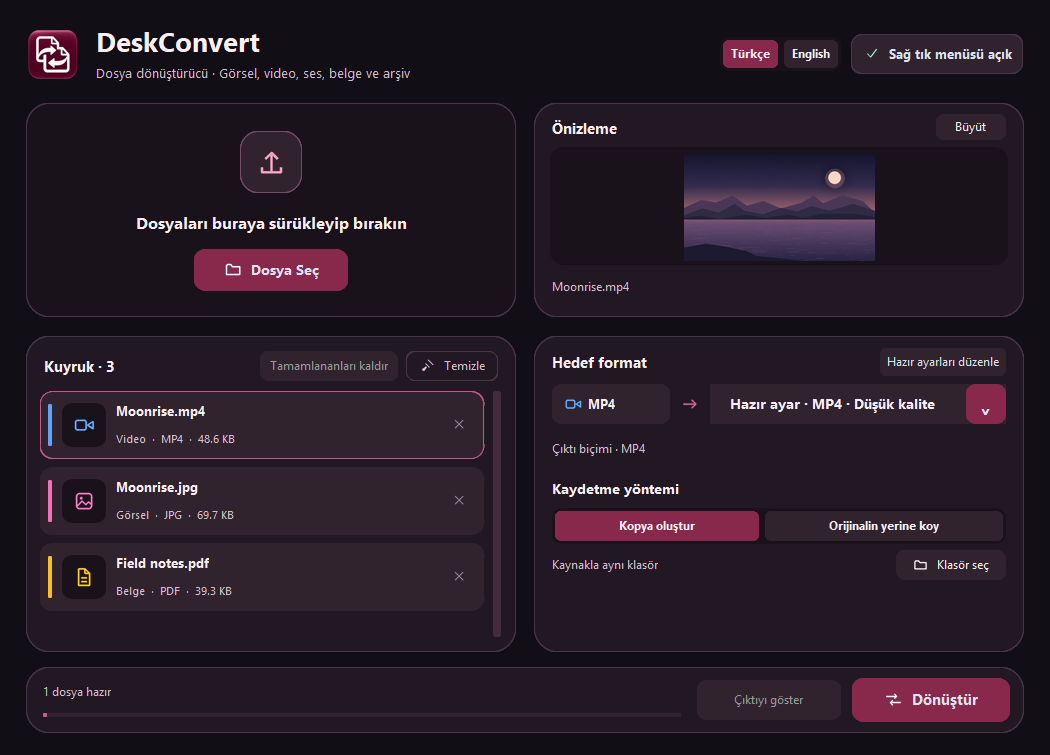 DeskConvert
Dosya dönüştürücü · Görsel, video, ses, belge ve arşiv
Türkçe
English
Sağ tık menüsü açık
Dosyaları buraya sürükleyip bırakın
Dosya Seç
Önizleme
Büyüt
Moonrise.mp4
Kuyruk · 3
Tamamlananları kaldır
Temizle
Moonrise.mp4
Video · MP4 · 48.6 KB
Moonrise.jpg
Görsel · JPG · 69.7 KB
Field notes.pdf
Belge · PDF · 39.3 KB
Hedef format
Hazır ayarları düzenle
MP4
Hazır ayar · MP4 · Düşük kalite
Çıktı biçimi · MP4
Kaydetme yöntemi
Kopya oluştur
Orijinalin yerine koy
Kaynakla aynı klasör
Klasör seç
1 dosya hazır
Çıktıyı göster
Dönüştür